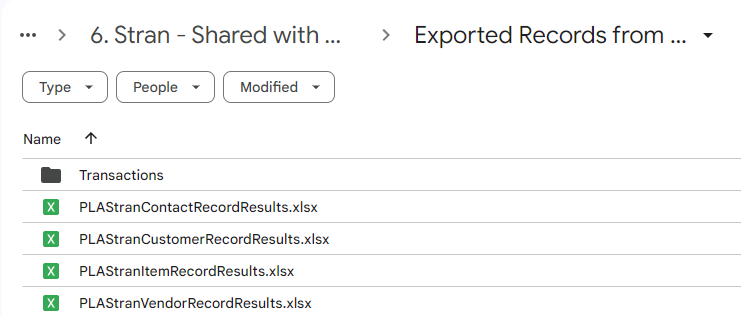 ... > 6. Stran - Shared with ... > Exported Records from ...
Type People Modified
Name
Transactions
PLAStranContactRecordResults.xlsx
PLAStranCustomerRecordResults.xlsx
PLAStranItemRecordResults.xlsx
PLAStranVendorRecordResults.xlsx